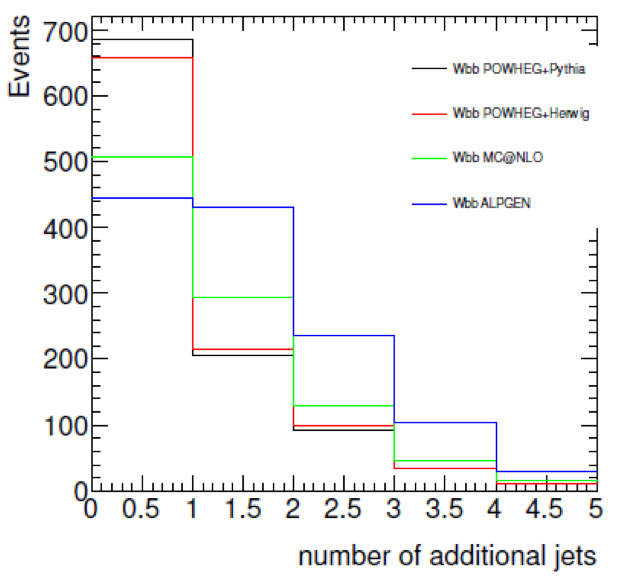 Events
700
600
500
400
300
200
100
0
Wbb POWHEG+Pythia
Wbb POWHEG+Herwig
Wbb MC@NLO
Wbb ALPGEN
0 0.5 1 1.5 2 2.5 3 3.5 4 4.5 5
number of additional jets